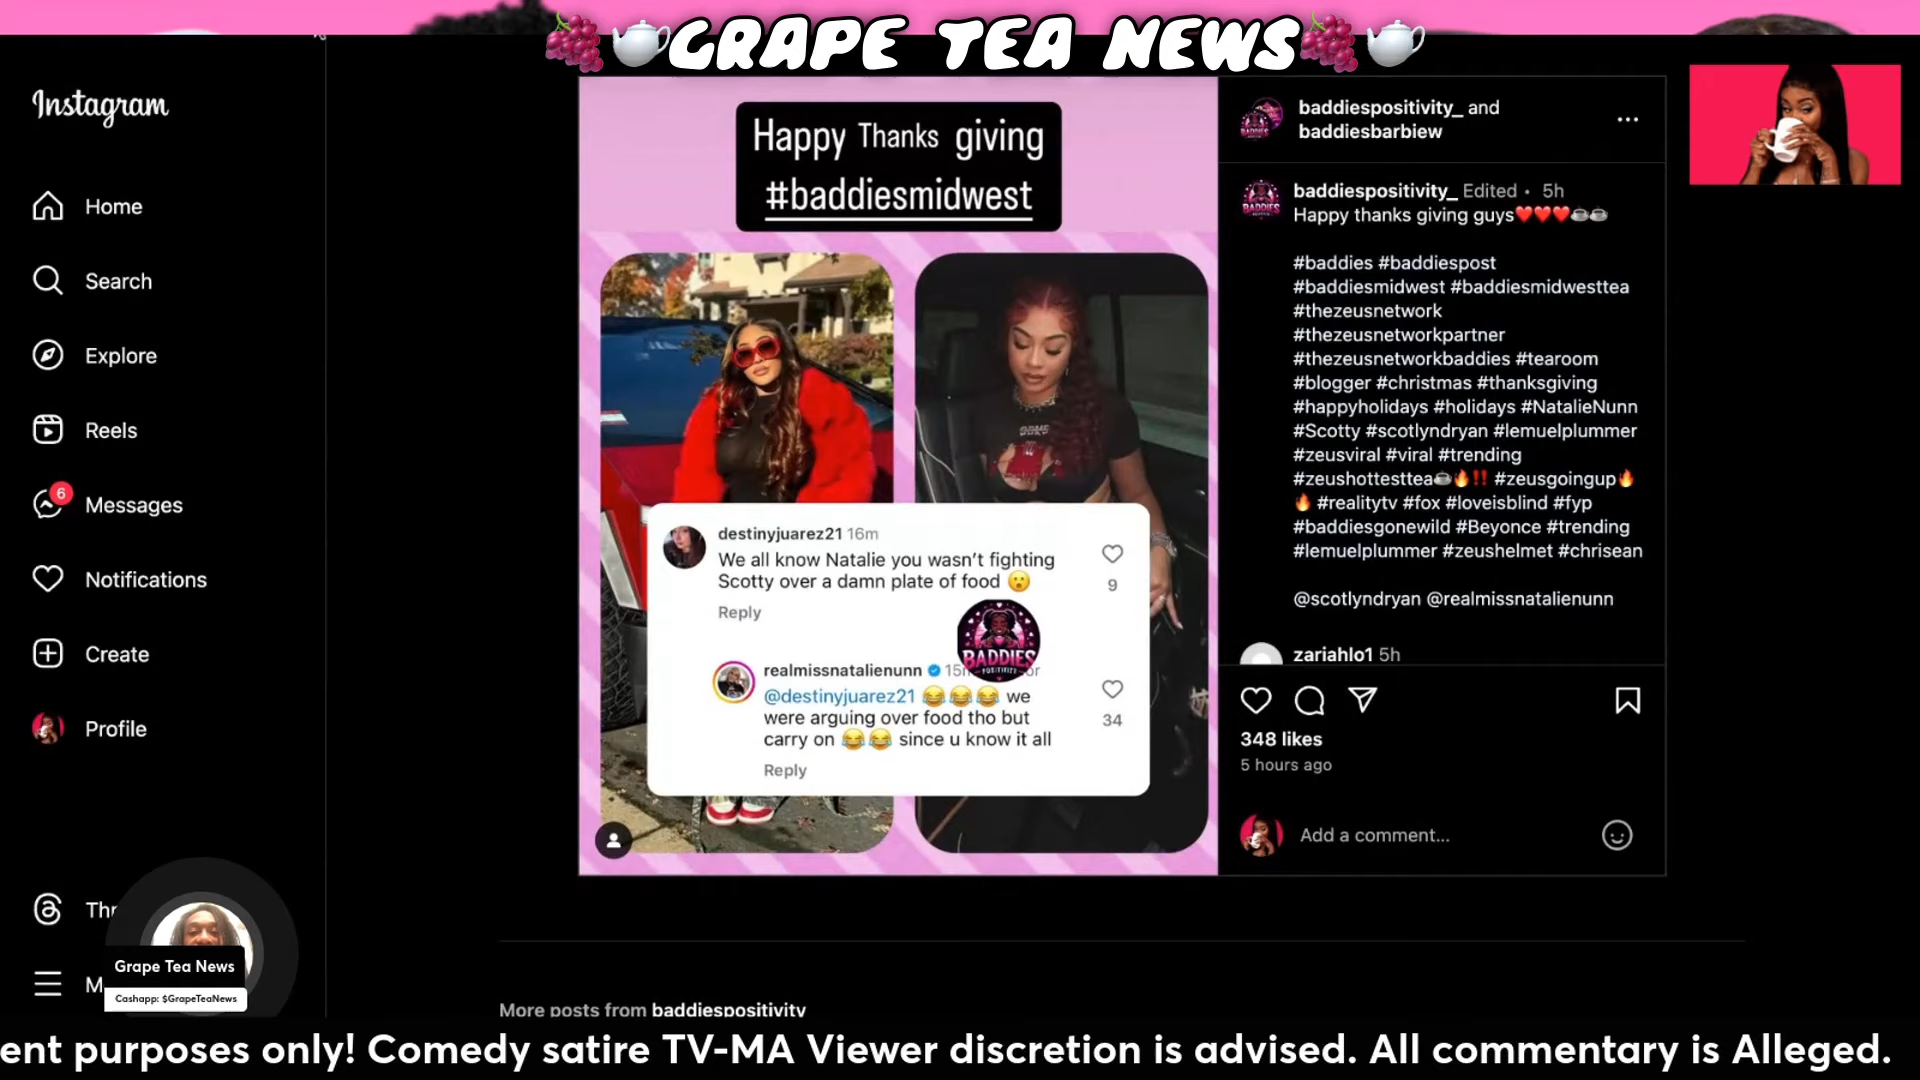 🍇🫖GRAPE TEA NEWS🍇🫖
Instagram
Home
Search
Explore
Reels
6
Messages
Notifications
Create
Profile
Grape Tea News
Cashapp: $GrapeTeaNews
Happy Thanks giving
#baddiesmidwest
destinyjuarez21 16m
We all know Natalie you wasn't fighting
Scotty over a damn plate of food 😮
9
Reply
BADDIES
POSITIVITY
realmissnatalienunn
@destinyjuarez21 😂😂😂 we
were arguing over food tho but
carry on 😂😂 since u know it all
34
Reply
baddiespositivity_ and
baddiesbarbiew
baddiespositivity_ Edited • 5h
Happy thanks giving guys❤️❤️❤️☕☕
#baddies #baddiespost
#baddiesmidwest #baddiesmidwesttea
#thezeusnetwork
#thezeusnetworkpartner
#thezeusnetworkbaddies #tearoom
#blogger #christmas #thanksgiving
#happyholidays #holidays #NatalieNunn
#Scotty #scotlyndryan #lemuelplummer
#zeusviral #viral #trending
#zeushottesttea☕🔥‼️ #zeusgoingup🔥
🔥 #realitytv #fox #loveisblind #fyp
#baddiesgonewild #Beyonce #trending
#lemuelplummer #zeushelmet #chrisean
@scotlyndryan @realmissnatalienunn
zariahlo1 5h
348 likes
5 hours ago
Add a comment...
More posts from baddiespositivity
ent purposes only! Comedy satire TV-MA Viewer discretion is advised. All commentary is Alleged.